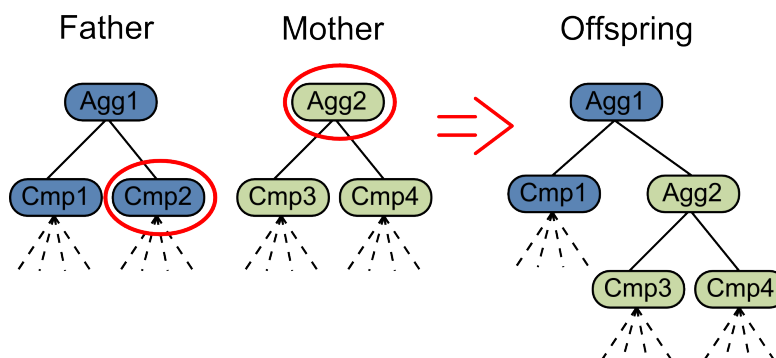 Father Mother Offspring
Agg1 Agg2 Agg1
Cmp1 Cmp2 Cmp3 Cmp4 Cmp1 Agg2
Cmp3 Cmp4